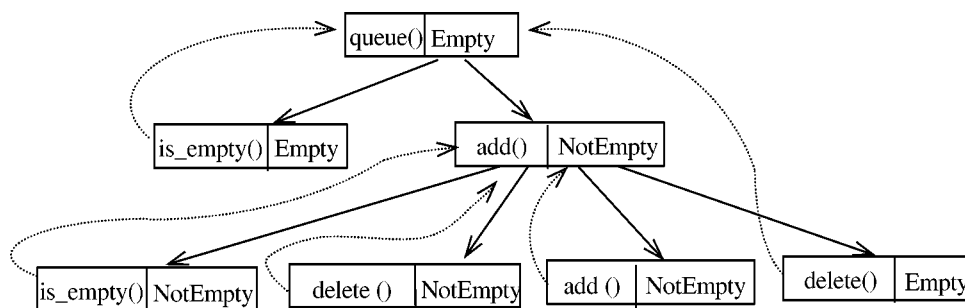 queue() Empty
is_empty() Empty
add() NotEmpty
is_empty() NotEmpty
delete () NotEmpty
add () NotEmpty
delete() Empty